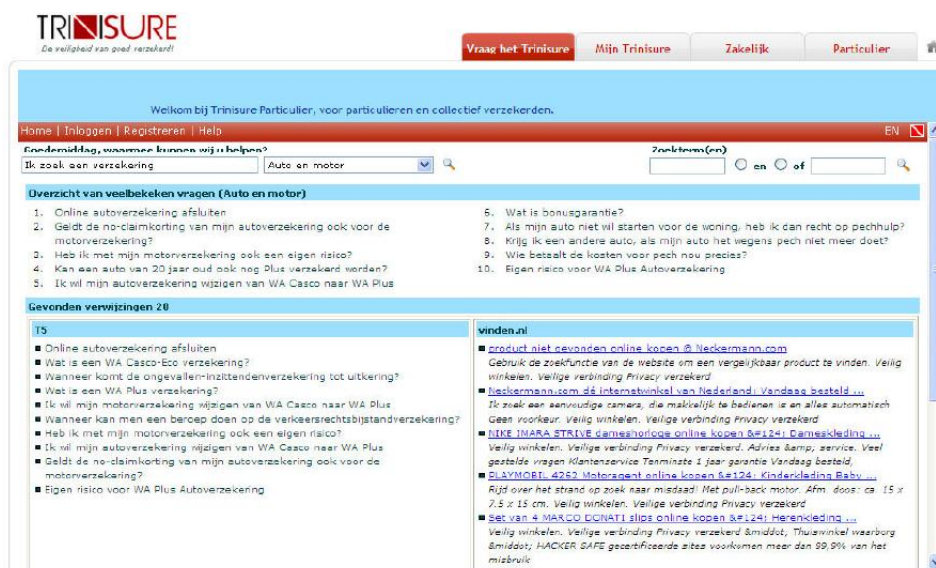 TRINISURE
De veiligheid van goed verzekerd!
Vraag het Trinisure
Mijn Trinisure
Zakelijk
Particulier
Welkom bij Trinisure Particulier, voor particulieren en collectief verzekerden.
Home | Inloggen | Registreren | Help
EN
Goedemiddag, waarmee kunnen wij u helpen?
Zoekterm(en)
Ik zoek een verzekering
Auto en motor
en
of
Overzicht van veelbekeken vragen (Auto en motor)
1. Online autoverzekering afsluiten
2. Geldt de no-claimkorting van mijn autoverzekering ook voor de
motorverzekering?
3. Heb ik met mijn motorverzekering ook een eigen risico?
4. Kan een auto van 20 jaar oud ook nog Plus verzekerd worden?
5. Ik wil mijn autoverzekering wijzigen van WA Casco naar WA Plus
6. Wat is bonusgarantie?
7. Als mijn auto niet wil starten voor de woning, heb ik dan recht op pechhulp?
8. Krijg ik een andere auto, als mijn auto het wegens pech niet meer doet?
9. Wie betaalt de kosten voor pech nou precies?
10. Eigen risico voor WA Plus Autoverzekering
Gevonden verwijzingen 20
T5
Online autoverzekering afsluiten
Wat is een WA Casco-Eco verzekering?
Wanneer komt de ongevallen-inzittendenverzekering tot uitkering?
Wat is een WA Plus verzekering?
Ik wil mijn motorverzekering wijzigen van WA Casco naar WA Plus
Wanneer kan men een beroep doen op de verkeersrechtsbijstandverzekering?
Heb ik met mijn motorverzekering ook een eigen risico?
Ik wil mijn autoverzekering wijzigen van WA Casco naar WA Plus
Geldt de no-claimkorting van mijn autoverzekering ook voor de
motorverzekering?
Eigen risico voor WA Plus Autoverzekering
vinden.nl
product niet gevonden online kopen @ Neckermann.com
Gebruik de zoekfunctie van de website om een vergelijkbaar product te vinden. Veilig
winkelen. Veilige verbinding Privacy verzekerd
Neckermann.com dé internetwinkel van Nederland: Vandaag besteld ...
Ik zoek een eenvoudige camera, die makkelijk te bedienen is en alles automatisch
Geen voorkeur. Veilig winkelen. Veilige verbinding Privacy verzekerd
NIKE IMARA STRIVE dameshorloge online kopen &#124; Dameskleding ...
Veilig winkelen. Veilige verbinding Privacy verzekerd. Advies &amp; service. Veel
gestelde vragen Klantenservice Tenminste 1 jaar garantie Vandaag besteld,
PLAYMOBIL 4262 Motoragent online kopen &#124; Kinderkleding Baby ...
Rijd over het strand op zoek naar misdaad! Met pull-back motor. Afm. doos: ca. 15 x
7.5 x 15 cm. Veilig winkelen. Veilige verbinding Privacy verzekerd
Set van 4 MARCO DONATI slips online kopen &#124; Herenkleding ...
Veilig winkelen. Veilige verbinding Privacy verzekerd &middot; Thuiswinkel waarborg
&middot; HACKER SAFE gecertificeerde sites voorkomen meer dan 99,9% van het
misbruik